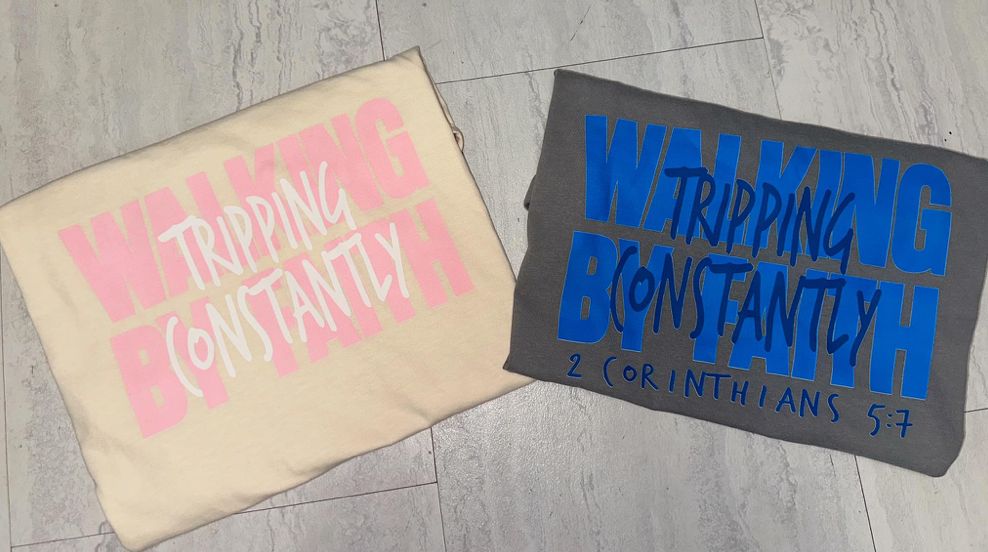 WALKING
TRIPPING
BY FAITH
CONSTANTLY
WALKING
TRIPPING
BY FAITH
CONSTANTLY
2 CORINTHIANS 5:7